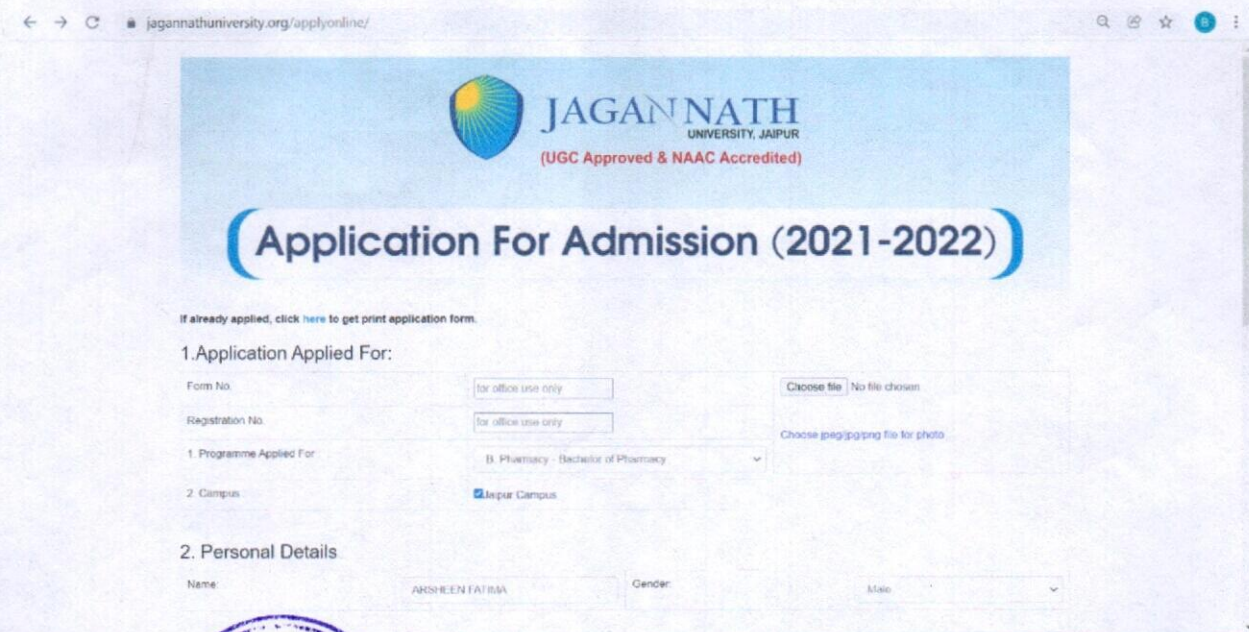 jagannathuniversity.org/applyonline/
B
JAGANNATH
UNIVERSITY, JAIPUR
(UGC Approved & NAAC Accredited)
Application For Admission (2021-2022)
If already applied, click here to get print application form.
1.Application Applied For:
Form No. for office use only Choose file No file chosen
Registration No. for office use only
Choose jpeg/jpg/png file for photo
1. Programme Applied For B. Pharmacy - Bachelor of Pharmacy
2. Campus Jaipur Campus
2. Personal Details
Name: ARSHEEN FATIMA Gender: Male